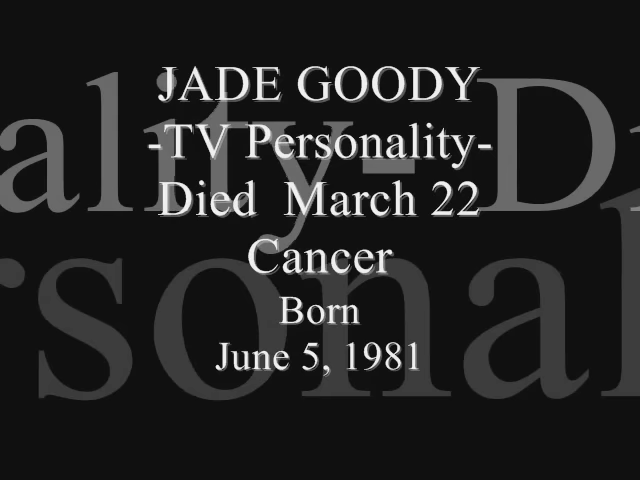 JADE GOODY
-TV Personality-
Died March 22
Cancer
Born
June 5, 1981